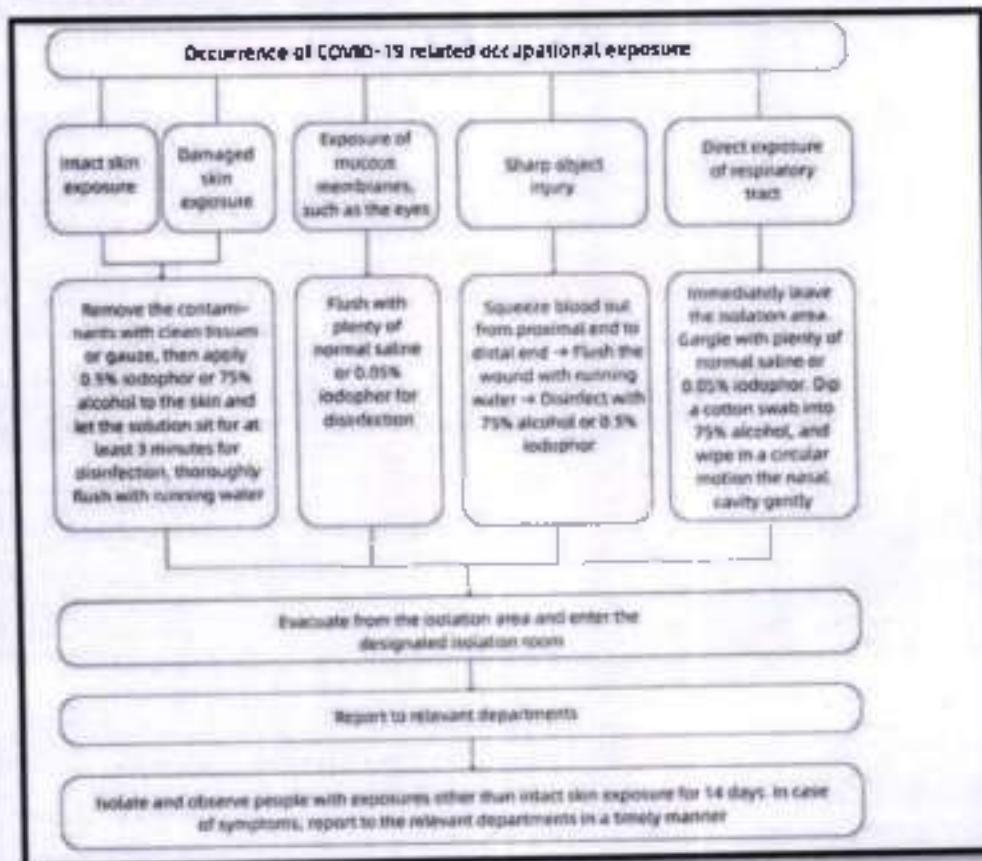 Occurrence of COVID-19 related occupational exposure
Intact skin
exposure
Damaged
skin
exposure
Exposure of
mucous
membranes,
such as the eyes
Sharp object
injury
Direct exposure
of respiratory
tract
Remove the contami-
nants with clean tissues
or gauze, then apply
0.5% iodophor or 75%
alcohol to the skin and
let the solution sit for at
least 3 minutes for
disinfection, thoroughly
flush with running water
Flush with
plenty of
normal saline
or 0.05%
iodophor for
disinfection
Squeeze blood out
from proximal end to
distal end → Flush the
wound with running
water → Disinfect with
75% alcohol or 0.5%
iodophor
Immediately leave
the isolation area.
Gargle with plenty of
normal saline or
0.05% iodophor. Dip
a cotton swab into
75% alcohol, and
wipe in a circular
motion the nasal
cavity gently
Evacuate from the isolation area and enter the
designated isolation room
Report to relevant departments
Isolate and observe people with exposures other than intact skin exposure for 14 days. In case
of symptoms, report to the relevant departments in a timely manner